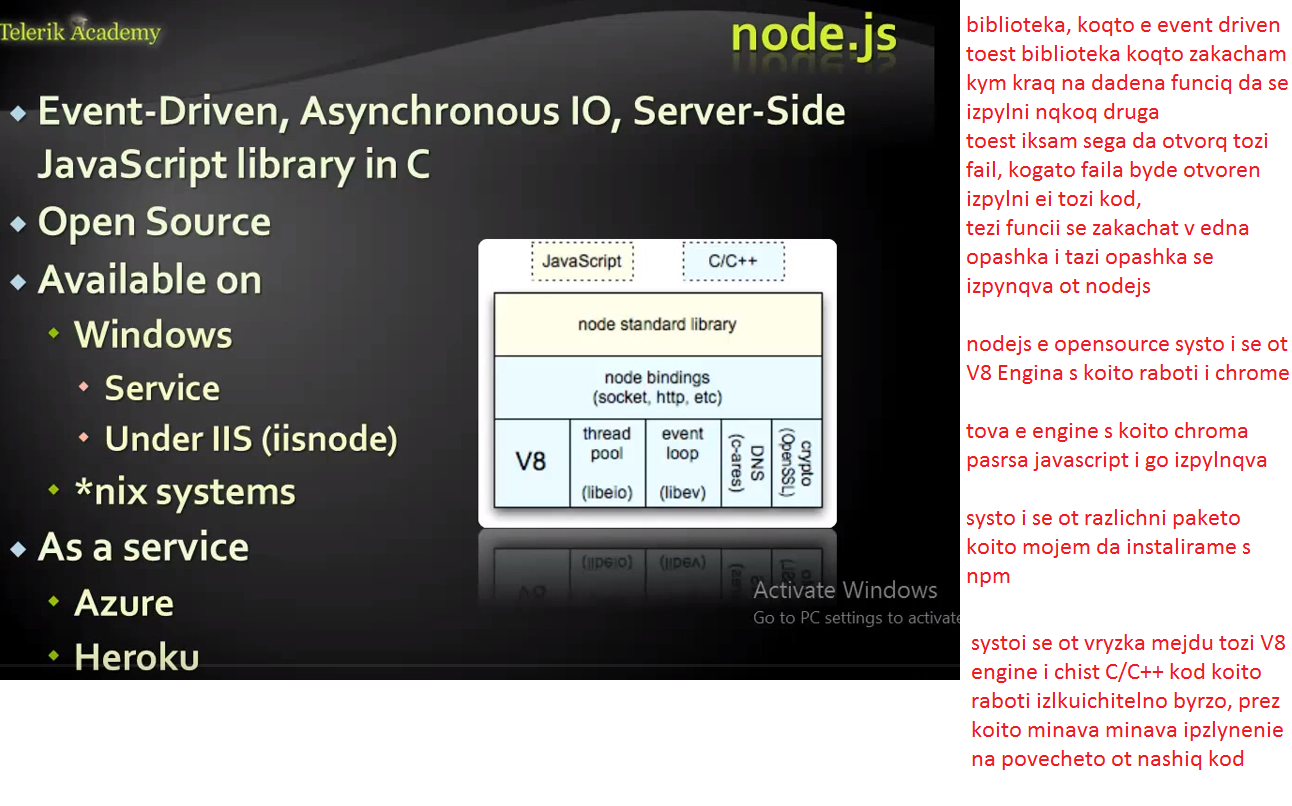 Telerik Academy
node.js
Event-Driven, Asynchronous IO, Server-Side
JavaScript library in C
Open Source
Available on
Windows
Service
Under IIS (iisnode)
*nix systems
As a service
Azure
Heroku
JavaScript
C/C++
node standard library
node bindings
(socket, http, etc)
V8
thread
pool
(libeio)
event
loop
(libev)
DNS
(c-ares)
crypto
(OpenSSL)
Activate Windows
Go to PC settings to activate
biblioteka, koqto e event driven
toest biblioteka koqto zakacham
kym kraq na dadena funciq da se
izpylni nqkoq druga
toest iksam sega da otvorq tozi
fail, kogato faila byde otvoren
izpylni ei tozi kod,
tezi funcii se zakachat v edna
opashka i tazi opashka se
izpynqva ot nodejs
nodejs e opensource systo i se ot
V8 Engina s koito raboti i chrome
tova e engine s koito chroma
pasrsa javascript i go izpylnqva
systo i se ot razlichni paketo
koito mojem da instalirame s
npm
systoi se ot vryzka mejdu tozi V8
engine i chist C/C++ kod koito
raboti izlkuichitelno byrzo, prez
koito minava minava ipzlynenie
na povecheto ot nashiq kod